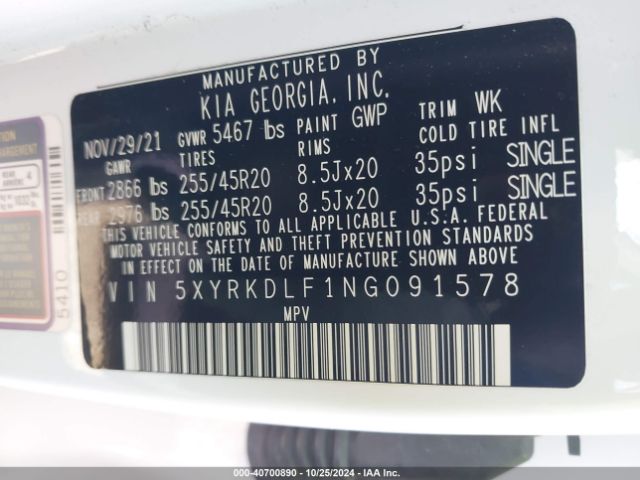 MANUFACTURED BY
KIA GEORGIA, INC.
NOV/29/21 GVWR 5467 lbs PAINT GWP TRIM WK
GAWR TIRES RIMS COLD TIRE INFL
FRONT 2866 lbs 255/45R20 8.5Jx20 35psi SINGLE
REAR 2976 lbs 255/45R20 8.5Jx20 35psi SINGLE
THIS VEHICLE CONFORMS TO ALL APPLICABLE U.S.A. FEDERAL
MOTOR VEHICLE SAFETY AND THEFT PREVENTION STANDARDS
IN EFFECT ON THE DATE OF MANUFACTURE SHOWN ABOVE
VIN 5XYRKDLF1NG091578
MPV
5410
000-40700890 - 10/25/2024 - IAA Inc.